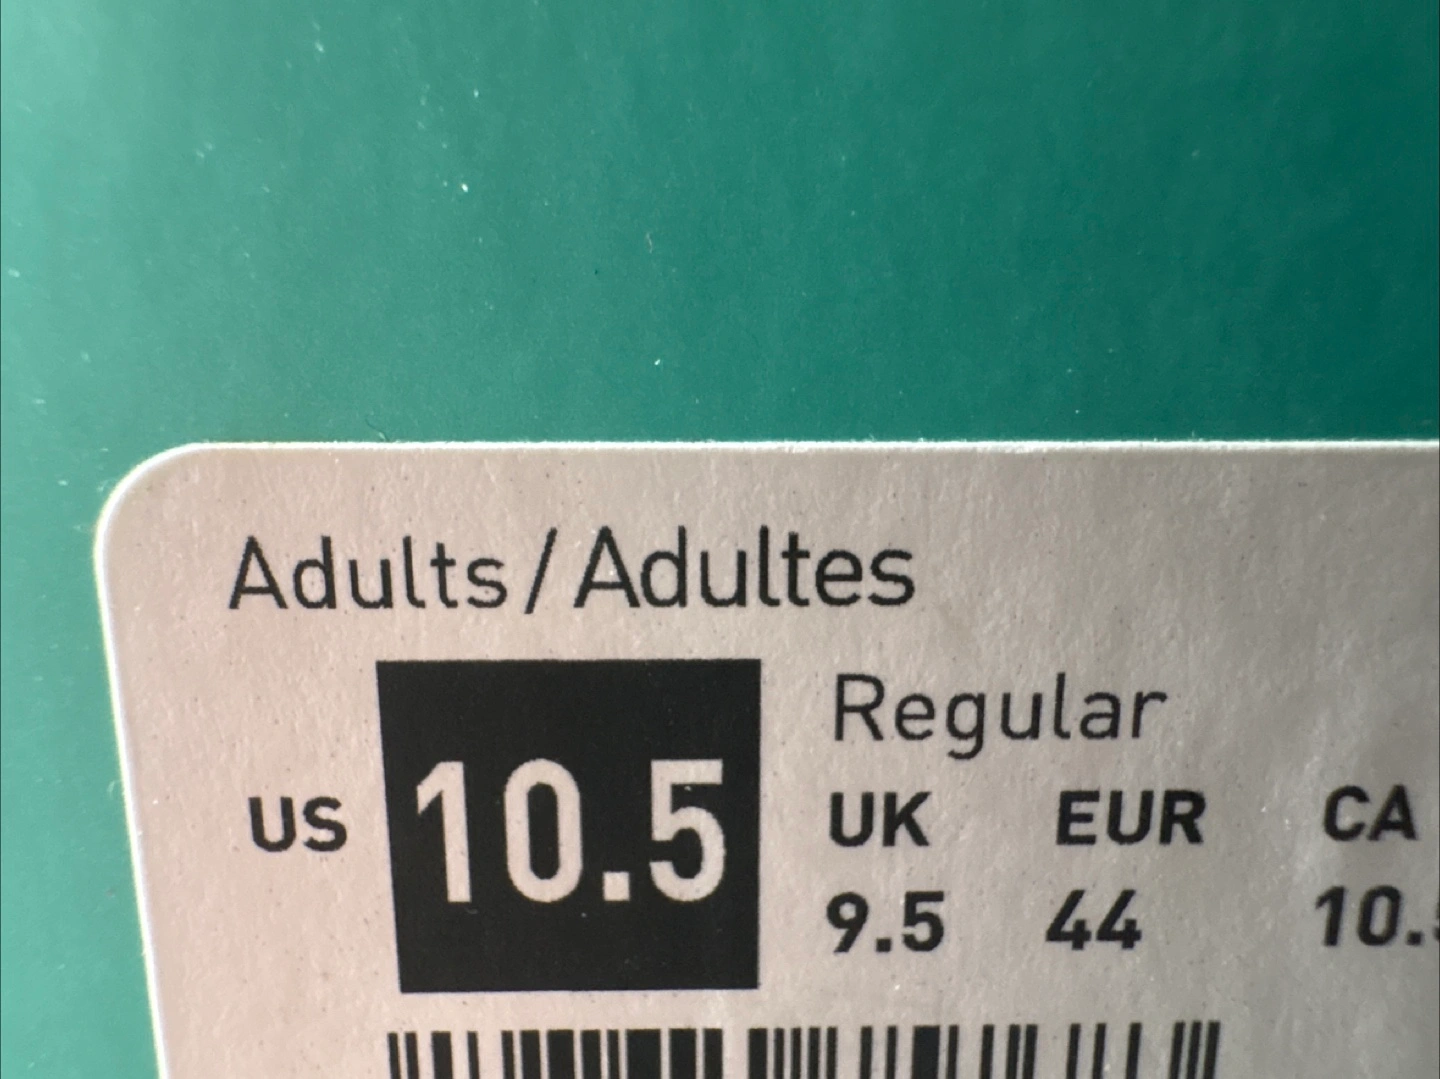 Adults/Adultes
Regular
US 10.5
UK EUR CA
9.5 44